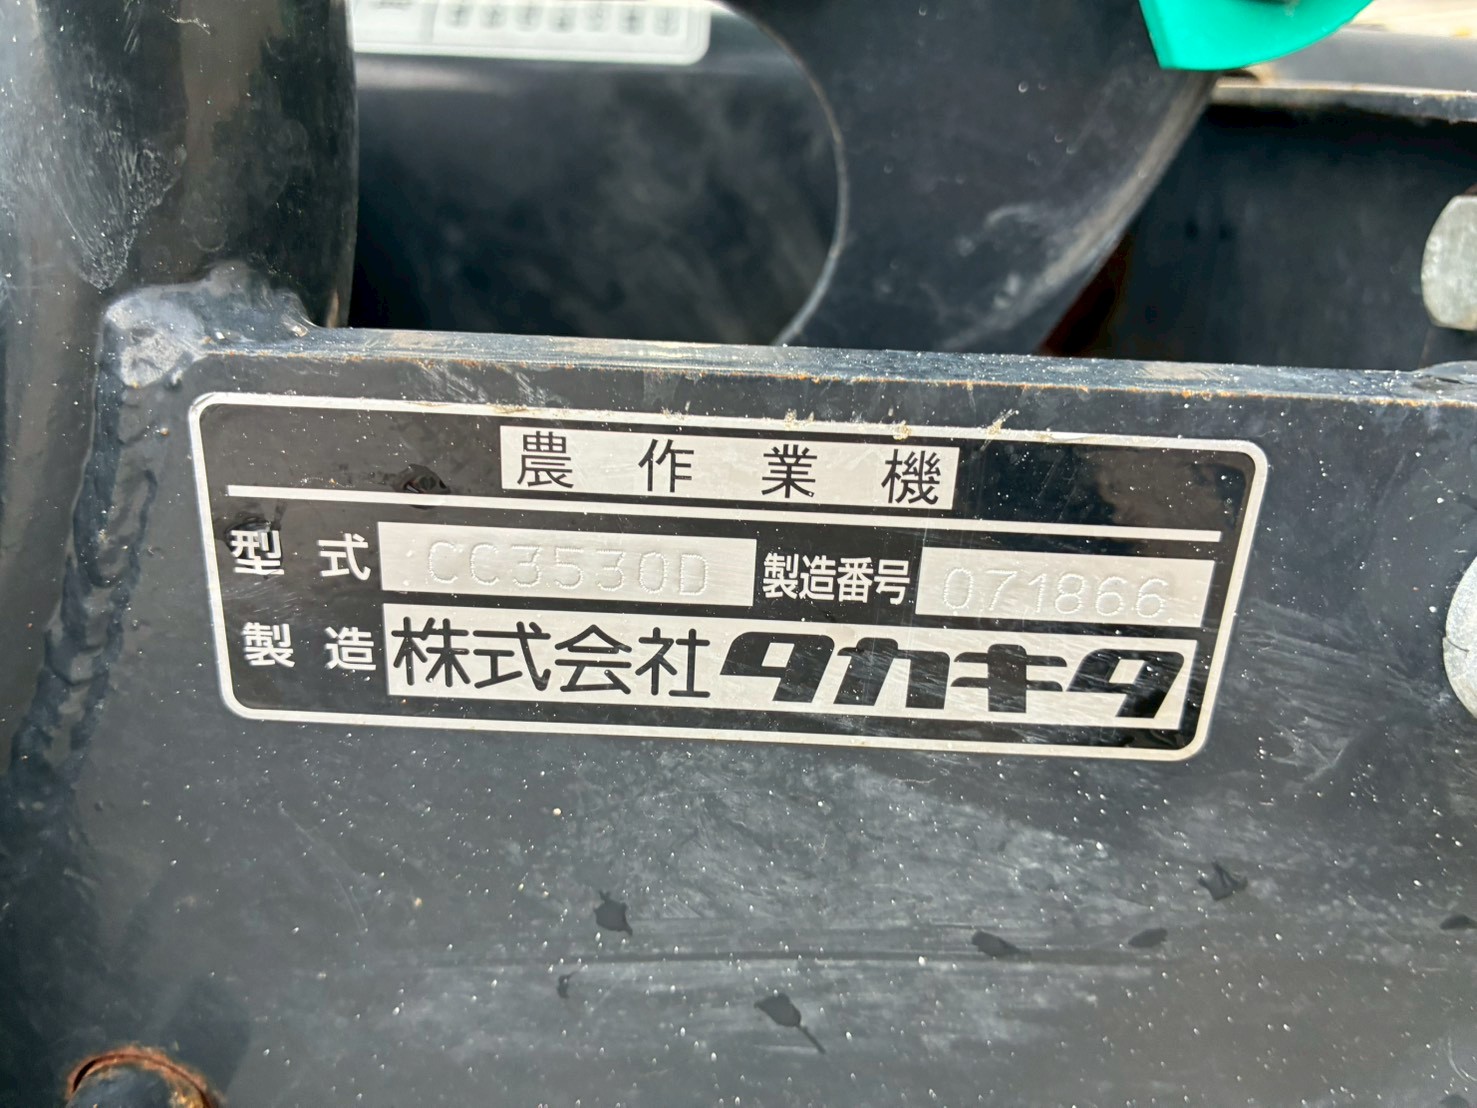 農作業機
型式 CC3530D 製造番号 071866
製造 株式会社タカキタ